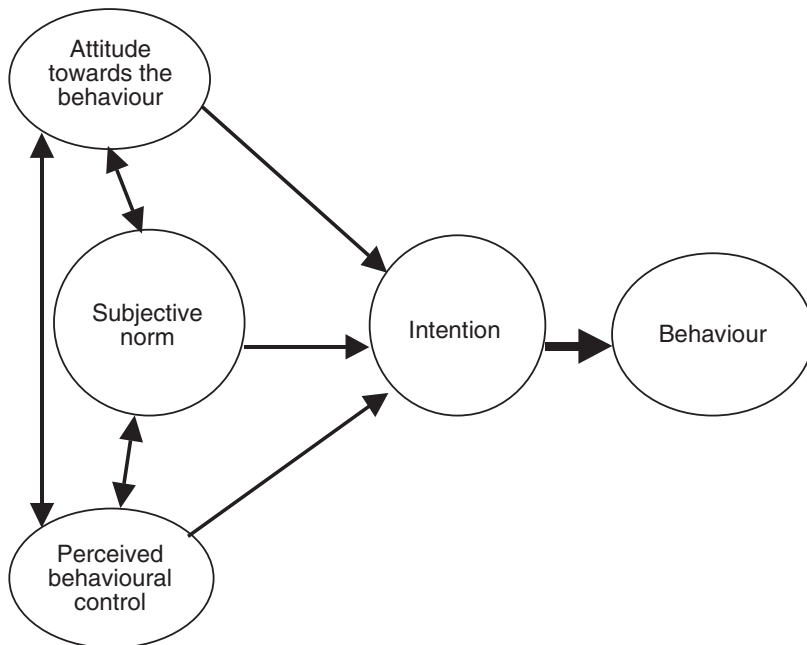 Attitude
towards the
behaviour
Subjective
norm
Intention
Behaviour
Perceived
behavioural
control